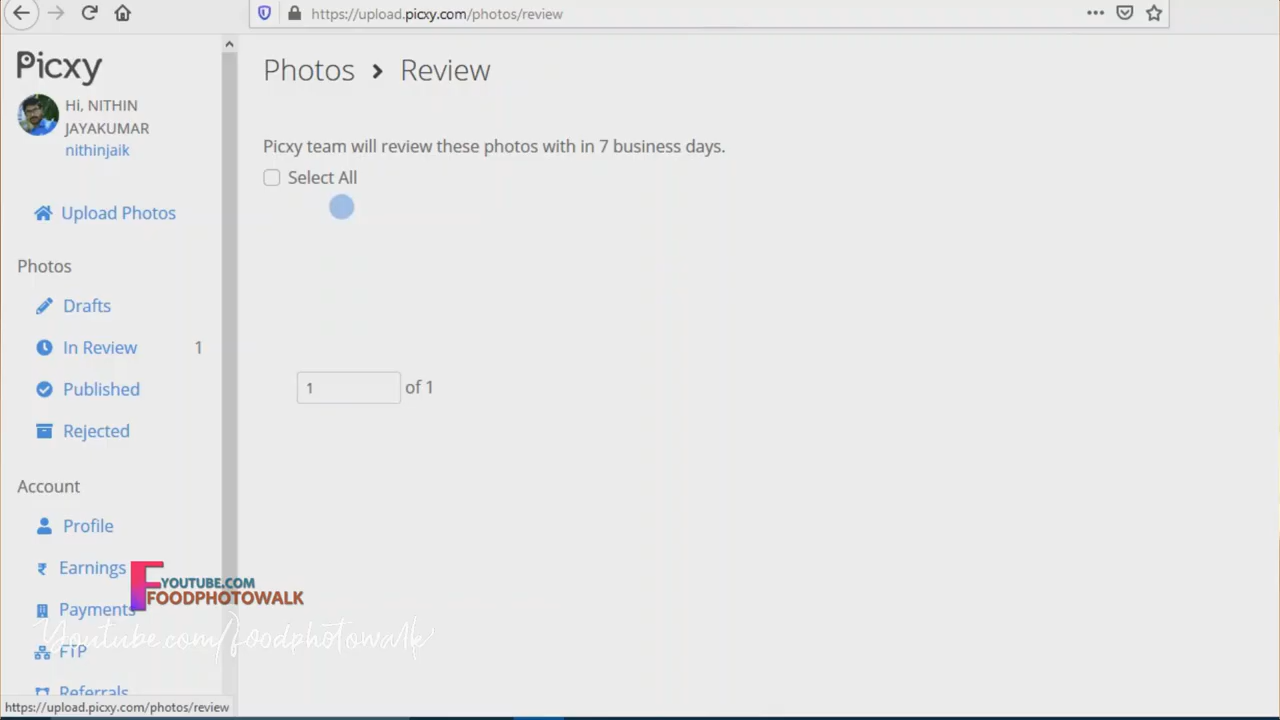 https://upload.picxy.com/photos/review
Picxy
Hi, NITHIN
JAYAKUMAR
nithinjaik
Upload Photos
Photos
Drafts
In Review 1
Published
Rejected
Account
Profile
Earnings
Payments
FTP
Referrals
Photos > Review
Picxy team will review these photos with in 7 business days.
Select All
1 of 1
YOUTUBE.COM
FOODPHOTOWALK
Youtube.com/foodphotowalk
https://upload.picxy.com/photos/review